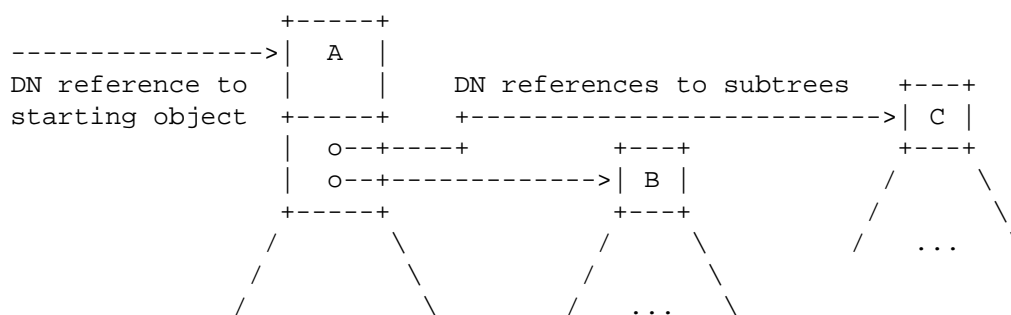 +-----+
---------------->|  A  |
DN reference to  |     |    DN references to subtrees   +---+
starting object  +-----+    +-------------------------->| C |
                 |  o--+----+         +---+             +---+
                 |  o--+------------->| B |            /     \
                 +-----+              +---+           /       \
                /       \            /     \         /   ...   \
               /         \          /       \
              /           \        /   ...   \